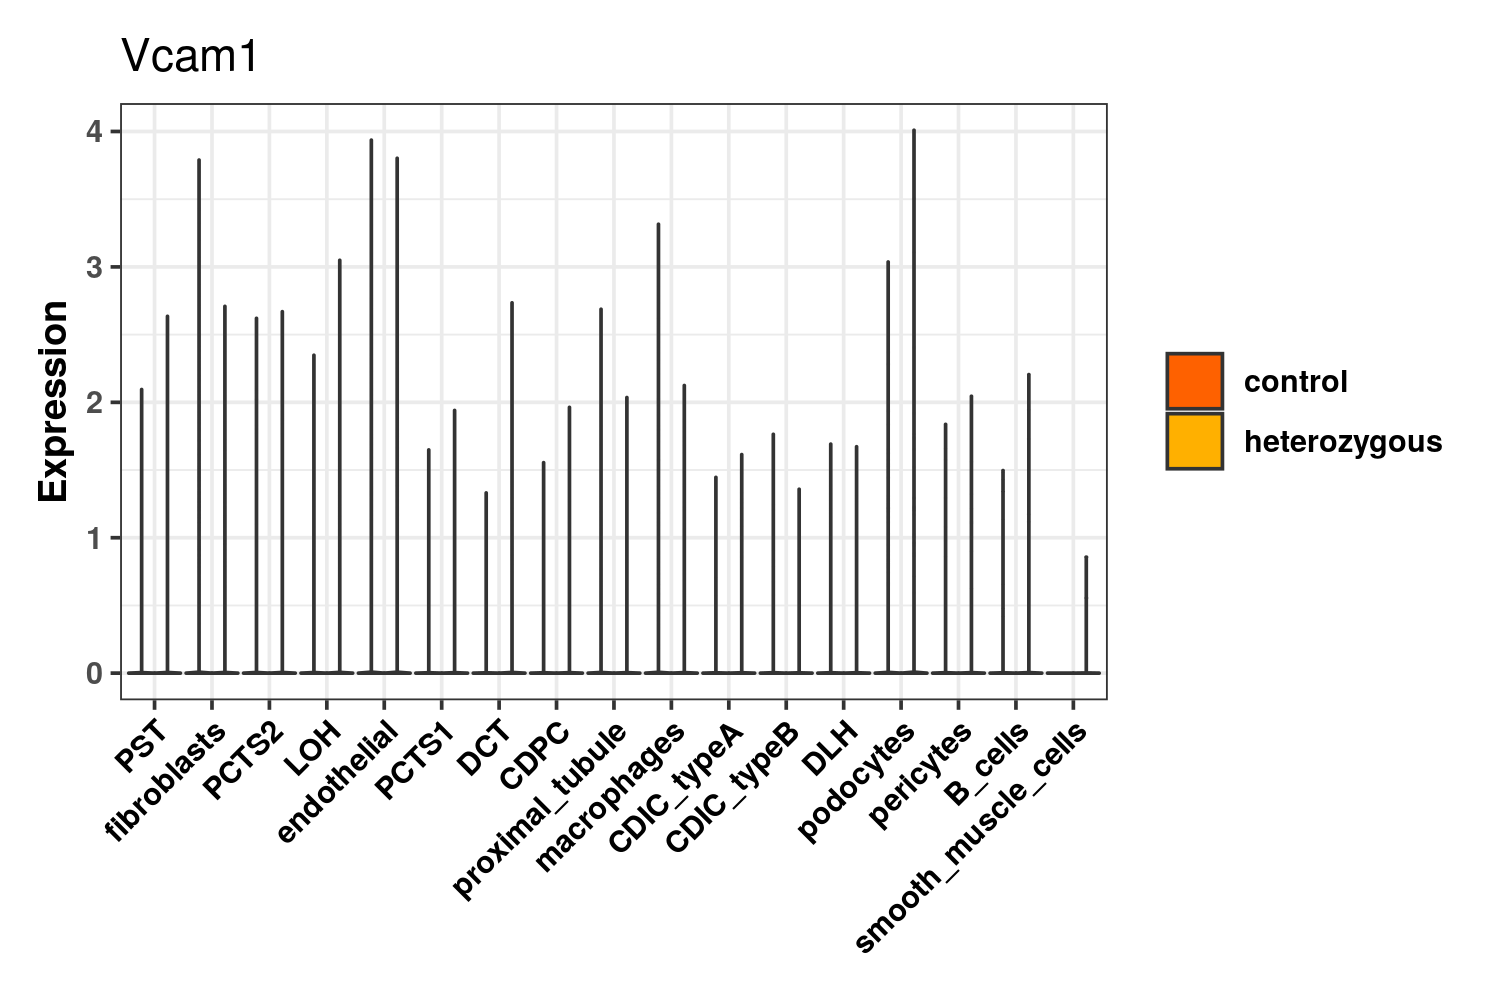 Vcam1
Expression
4
3
2
1
0
PST
fibroblasts
PCTS2
LOH
endothelial
PCTS1
DCT
CDPC
proximal_tubule
macrophages
CDIC_typeA
CDIC_typeB
DLH
podocytes
pericytes
B_cells
smooth_muscle_cells
control
heterozygous